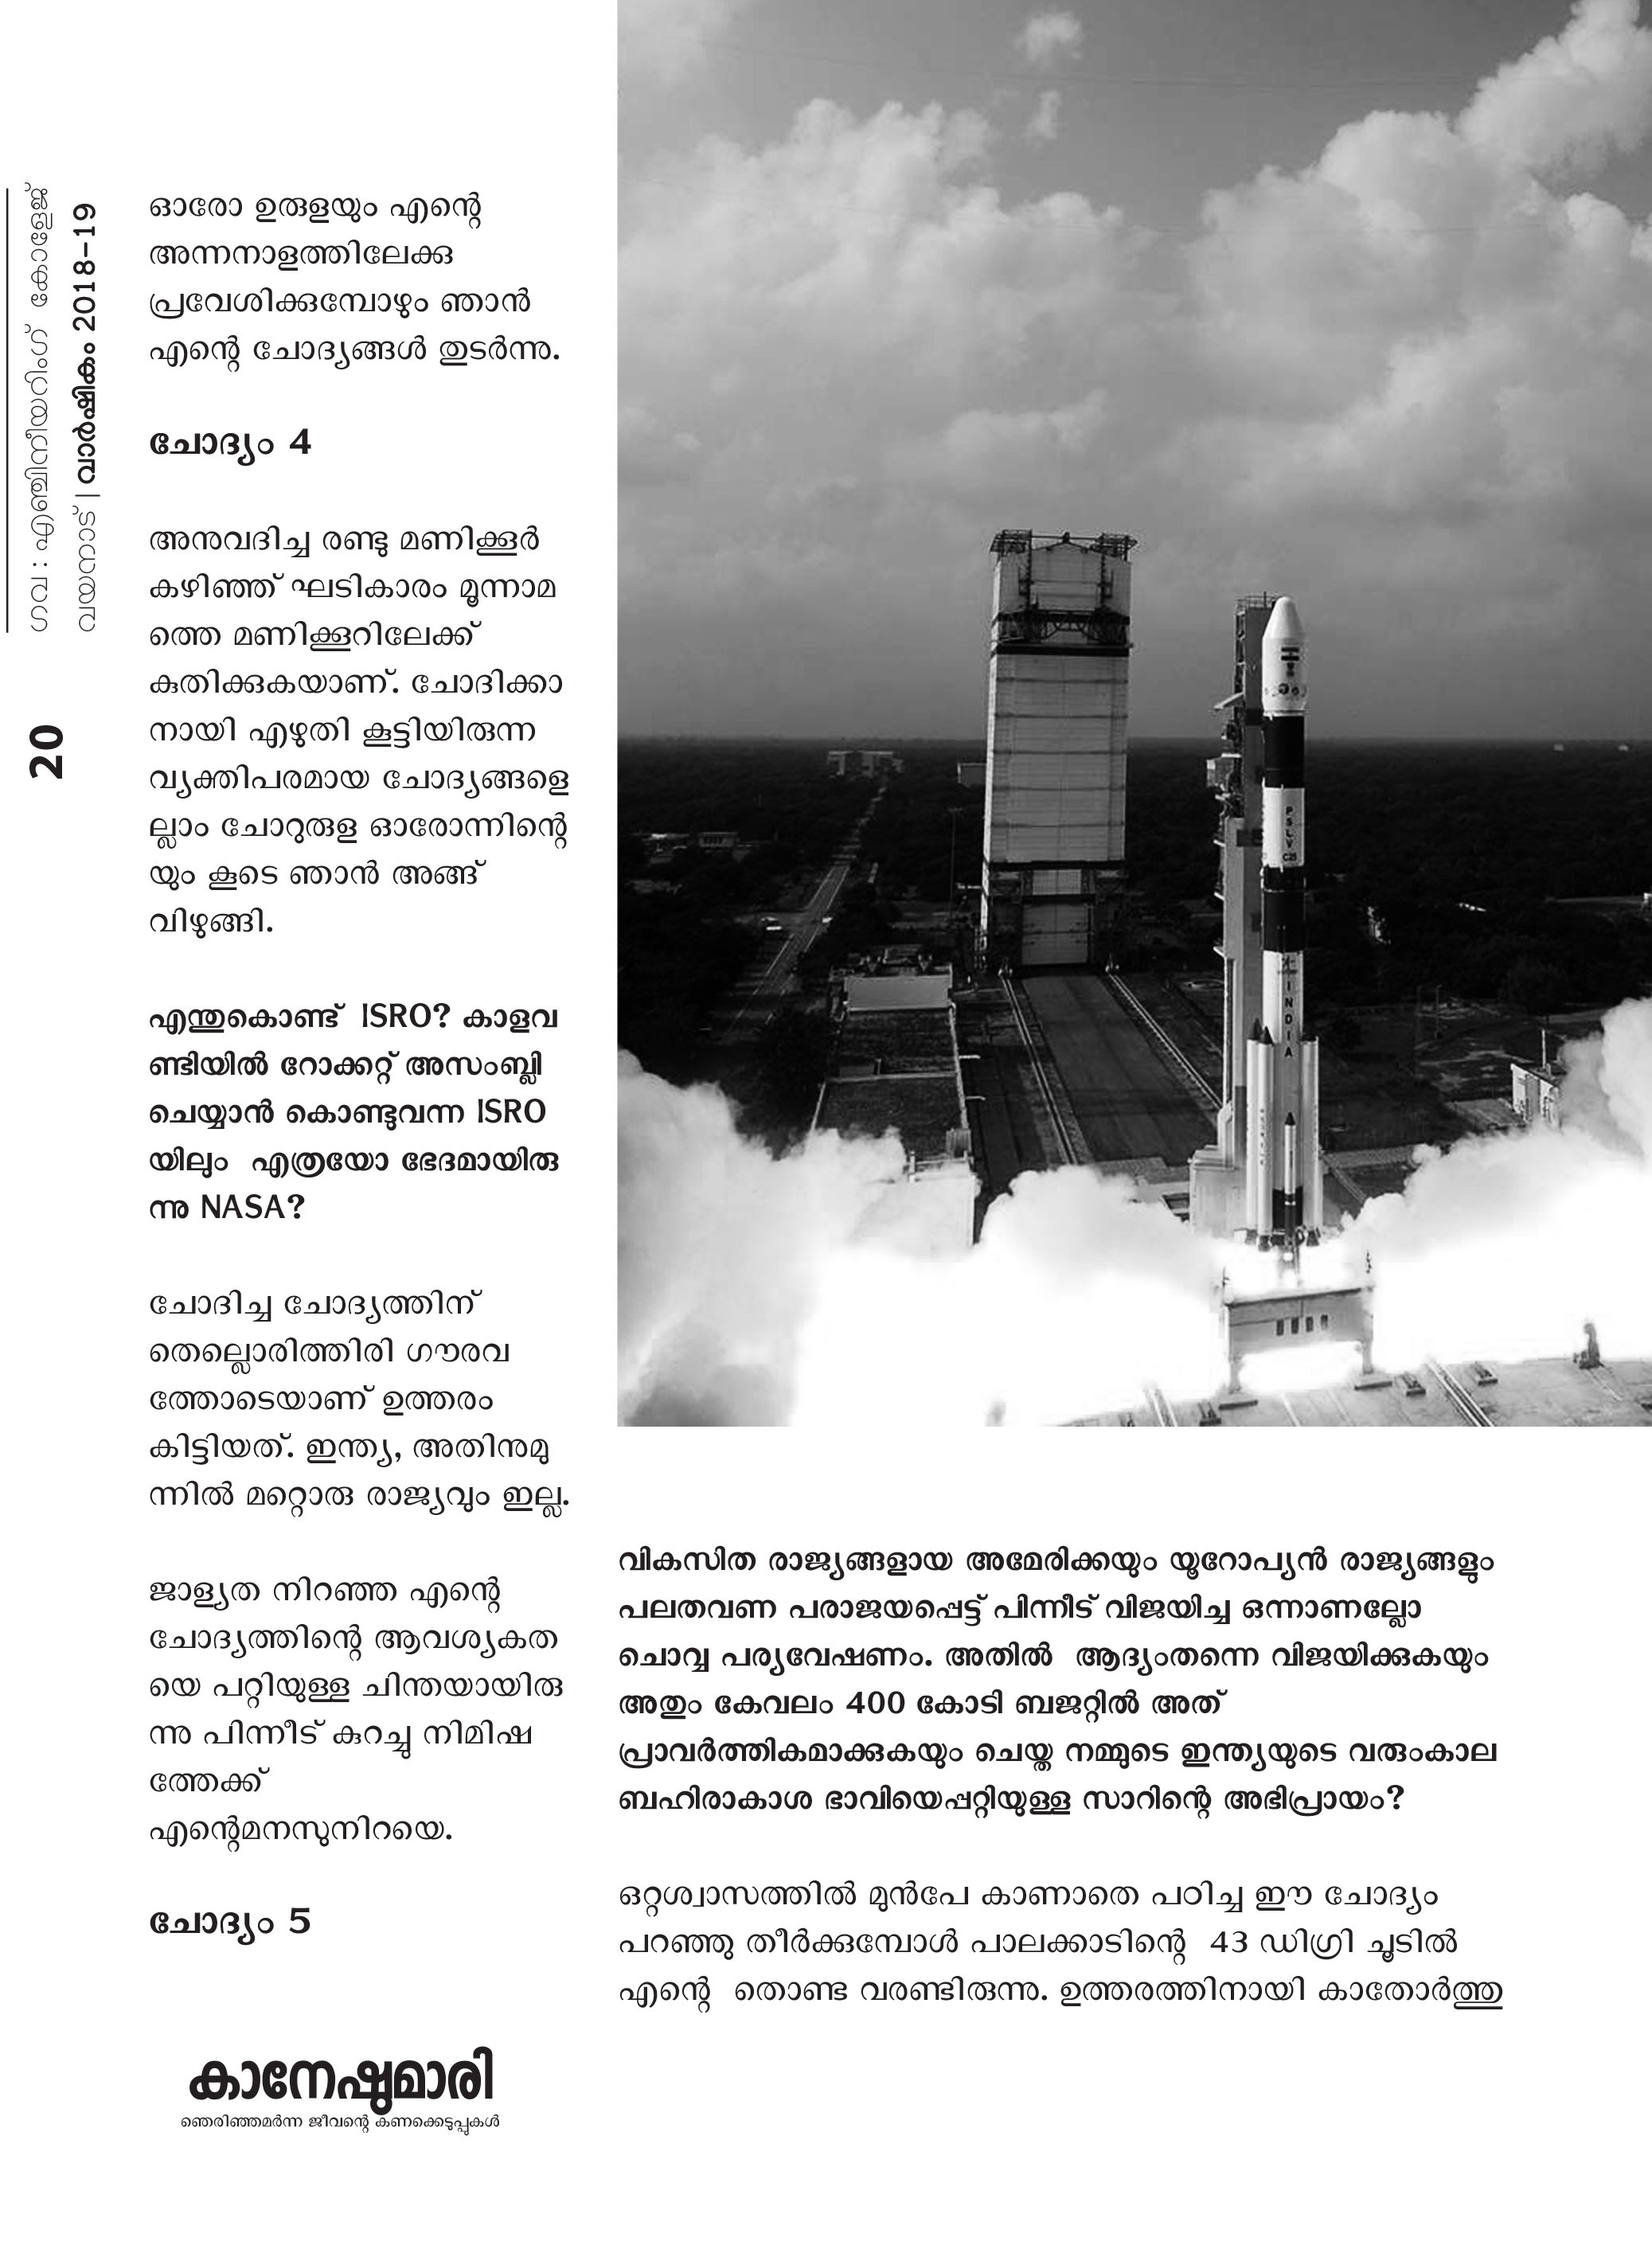 ഗവ : എഞ്ചിനീയറിംഗ് കോളേജ്
വയനാട് | വാർഷികം 2018-19
20
ഓരോ ഉരുളയും എന്റെ
അന്നനാളത്തിലേക്കു
പ്രവേശിക്കുമ്പോഴും ഞാൻ
എന്റെ ചോദ്യങ്ങൾ തുടർന്നു.
ചോദ്യം 4
അനുവദിച്ച രണ്ടു മണിക്കൂർ
കഴിഞ്ഞ് ഘടികാരം മൂന്നാമ
ത്തെ മണിക്കൂറിലേക്ക്
കുതിക്കുകയാണ്. ചോദിക്കാ
നായി എഴുതി കൂട്ടിയിരുന്ന
വ്യക്തിപരമായ ചോദ്യങ്ങളെ
ല്ലാം ചോറുരുള ഓരോന്നിന്റെ
യും കൂടെ ഞാൻ അങ്ങ്
വിഴുങ്ങി.
എന്തുകൊണ്ട് ISRO? കാളവ
ണ്ടിയിൽ റോക്കറ്റ് അസംബ്ലി
ചെയ്യാൻ കൊണ്ടുവന്ന ISRO
യിലും എത്രയോ ഭേദമായിരു
ന്നു NASA?
ചോദിച്ച ചോദ്യത്തിന്
തെല്ലൊരിത്തിരി ഗൗരവ
ത്തോടെയാണ് ഉത്തരം
കിട്ടിയത്. ഇന്ത്യ, അതിനുമു
ന്നിൽ മറ്റൊരു രാജ്യവും ഇല്ല.
ജാള്യത നിറഞ്ഞ എന്റെ
ചോദ്യത്തിന്റെ ആവശ്യകത
യെ പറ്റിയുള്ള ചിന്തയായിരു
ന്നു പിന്നീട് കുറച്ചു നിമിഷ
ത്തേക്ക്
എന്റെമനസുനിറയെ.
ചോദ്യം 5
PSLV
C25
INDIA
വികസിത രാജ്യങ്ങളായ അമേരിക്കയും യൂറോപ്യൻ രാജ്യങ്ങളും
പലതവണ പരാജയപ്പെട്ട് പിന്നീട് വിജയിച്ച ഒന്നാണല്ലോ
ചൊവ്വ പര്യവേഷണം. അതിൽ ആദ്യംതന്നെ വിജയിക്കുകയും
അതും കേവലം 400 കോടി ബജറ്റിൽ അത്
പ്രാവർത്തികമാക്കുകയും ചെയ്ത നമ്മുടെ ഇന്ത്യയുടെ വരുംകാല
ബഹിരാകാശ ഭാവിയെപ്പറ്റിയുള്ള സാറിന്റെ അഭിപ്രായം?
ഒറ്റശ്വാസത്തിൽ മുൻപേ കാണാതെ പഠിച്ച ഈ ചോദ്യം
പറഞ്ഞു തീർക്കുമ്പോൾ പാലക്കാടിന്റെ 43 ഡിഗ്രി ചൂടിൽ
എന്റെ തൊണ്ട വരണ്ടിരുന്നു. ഉത്തരത്തിനായി കാതോർത്തു
കാനേഷുമാരി
ഞെരിഞ്ഞമർന്ന ജീവന്റെ കണക്കെടുപ്പുകൾ